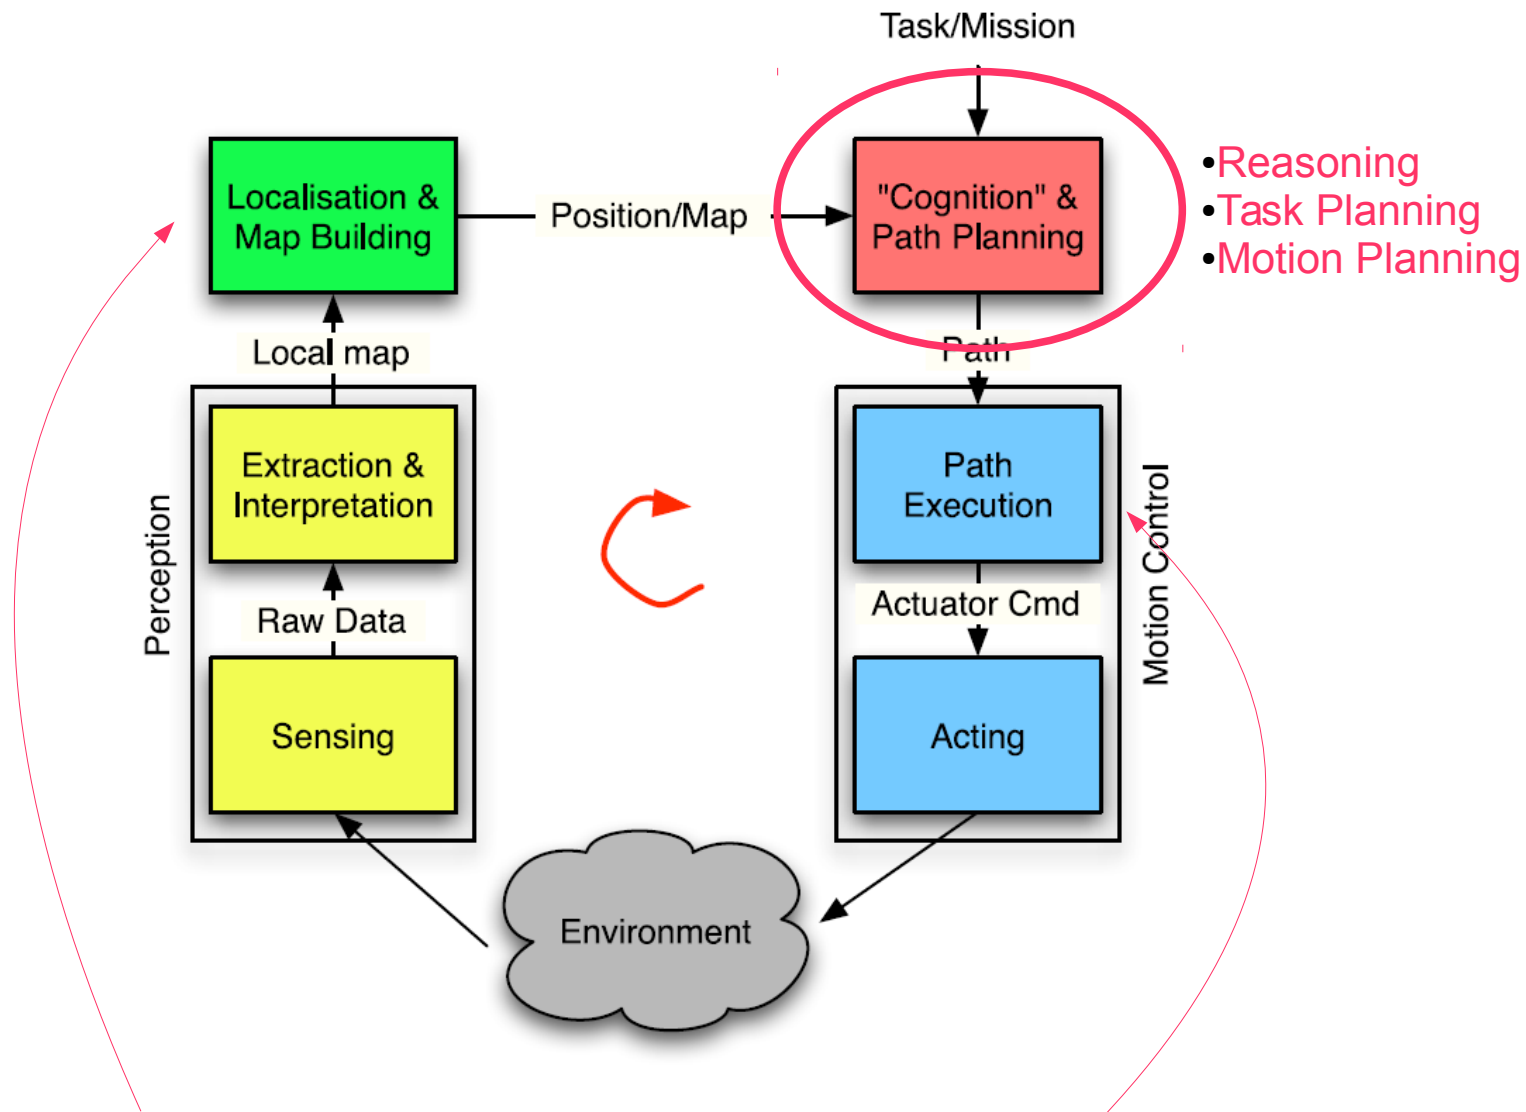 Task/Mission
Localisation &
Map Building
Position/Map
"Cognition" &
Path Planning
•Reasoning
•Task Planning
•Motion Planning
Local map
Path
Perception
Extraction &
Interpretation
Path
Execution
Motion Control
Raw Data
Actuator Cmd
Sensing
Acting
Environment